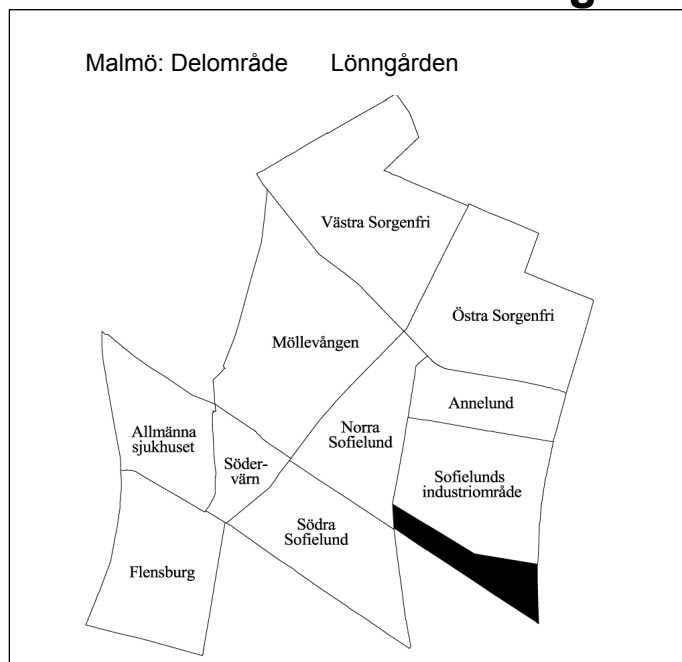 Malmö: Delområde Lönngården
Västra Sorgenfri
Östra Sorgenfri
Möllevången
Annelund
Allmänna
sjukhuset
Söder-
värn
Norra
Sofielund
Sofielunds
industriområde
Södra
Sofielund
Flensburg